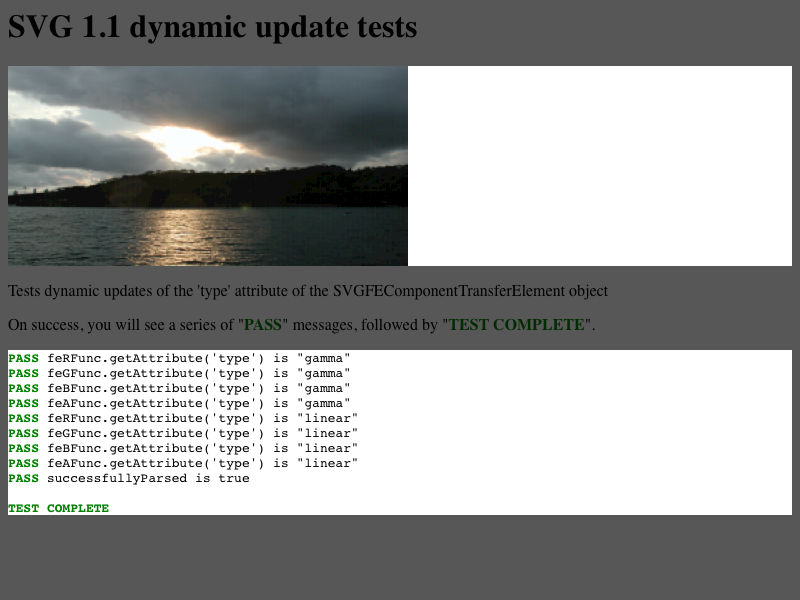 SVG 1.1 dynamic update tests
Tests dynamic updates of the 'type' attribute of the SVGFEComponentTransferElement object
On success, you will see a series of "PASS" messages, followed by "TEST COMPLETE".
PASS feRFunc.getAttribute('type') is "gamma"
PASS feGFunc.getAttribute('type') is "gamma"
PASS feBFunc.getAttribute('type') is "gamma"
PASS feAFunc.getAttribute('type') is "gamma"
PASS feRFunc.getAttribute('type') is "linear"
PASS feGFunc.getAttribute('type') is "linear"
PASS feBFunc.getAttribute('type') is "linear"
PASS feAFunc.getAttribute('type') is "linear"
PASS successfullyParsed is true
TEST COMPLETE